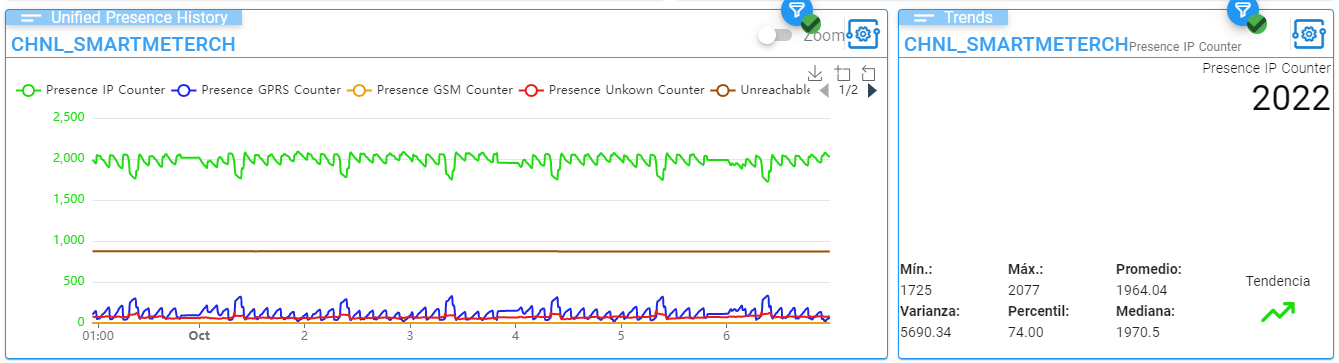 Unified Presence History
CHNL_SMARTMETERCH
Zoom
Presence IP Counter
Presence GPRS Counter
Presence GSM Counter
Presence Unkown Counter
Unreachable
1/2
2,500
2,000
1,500
1,000
500
0
01:00
Oct
2
3
4
5
6
Trends
CHNL_SMARTMETERCH Presence IP Counter
Presence IP Counter
2022
Mín.:
1725
Máx.:
2077
Promedio:
1964.04
Varianza:
5690.34
Percentil:
74.00
Mediana:
1970.5
Tendencia